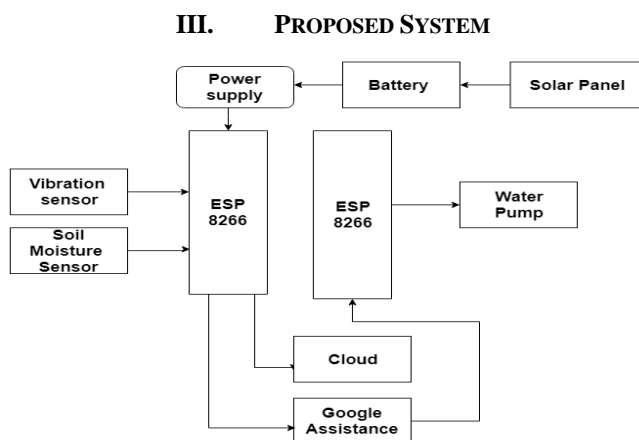 III. PROPOSED SYSTEM
Power
supply
Battery
Solar Panel
Vibration
sensor
Soil
Moisture
Sensor
ESP
8266
ESP
8266
Water
Pump
Cloud
Google
Assistance